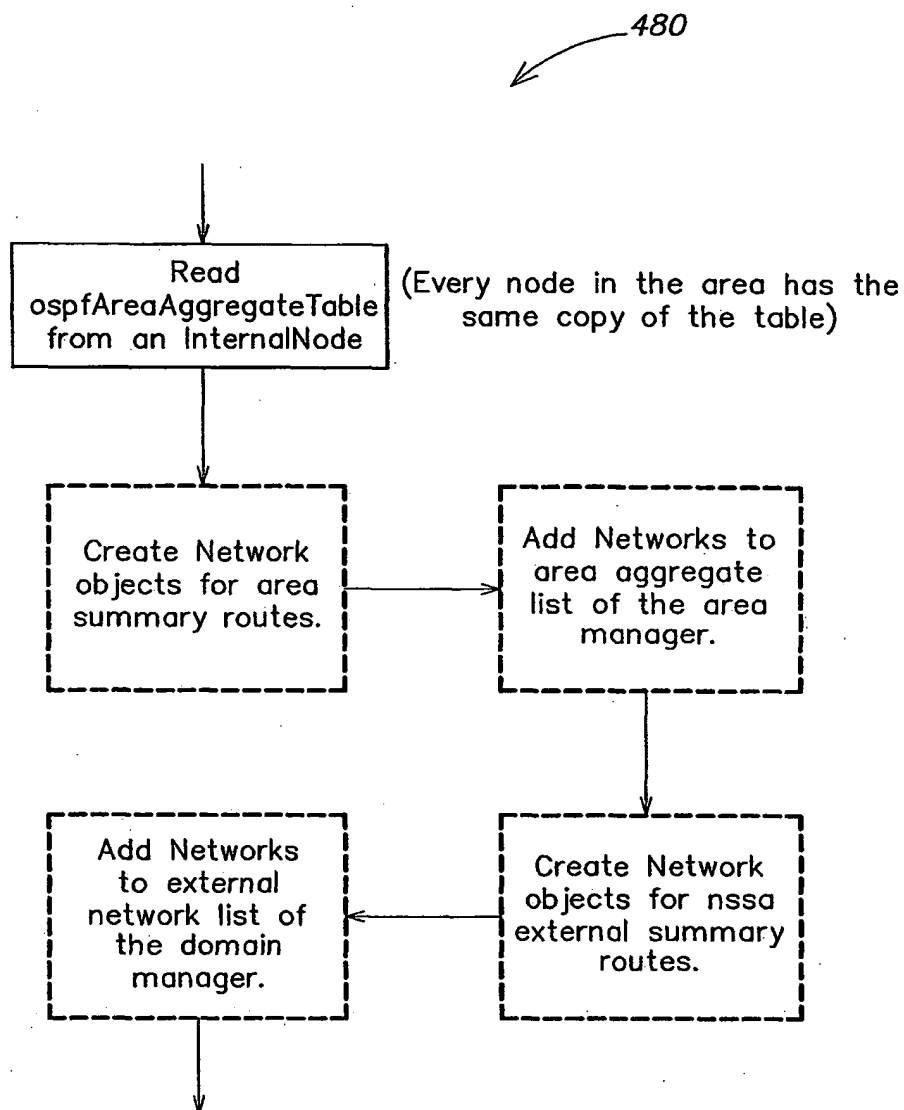 480
Read
ospfAreaAggregateTable
from an InternalNode
(Every node in the area has the
same copy of the table)
Create Network
objects for area
summary routes.
Add Networks to
area aggregate
list of the area
manager.
Add Networks
to external
network list of
the domain
manager.
Create Network
objects for nssa
external summary
routes.